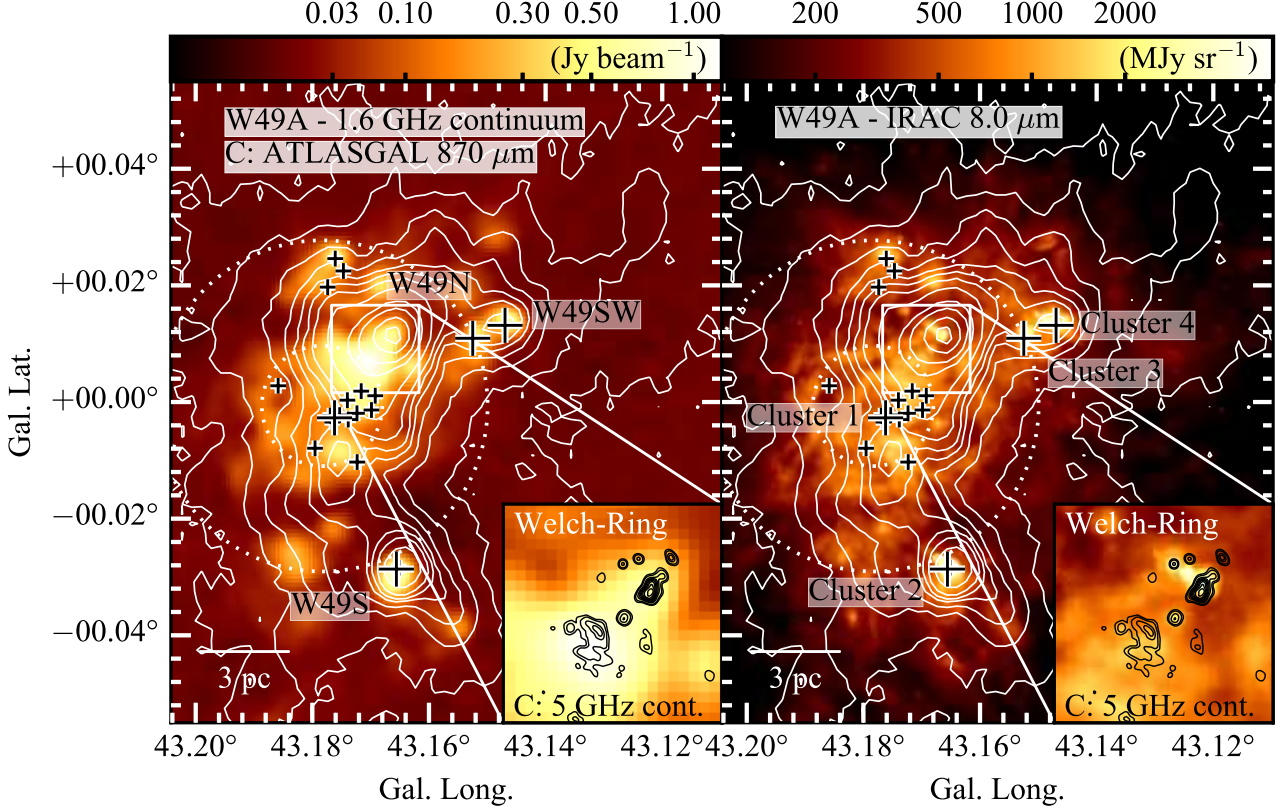 0.03 0.10 0.30 0.50 1.00
200 500 1000 2000
(Jy beam⁻¹)
(MJy sr⁻¹)
W49A - 1.6 GHz continuum
C: ATLASGAL 870 μm
W49A - IRAC 8.0 μm
+00.04°
+00.02°
+00.00°
−00.02°
−00.04°
Gal. Lat.
W49N
W49SW
W49S
3 pc
Welch-Ring
C: 5 GHz cont.
Cluster 4
Cluster 3
Cluster 1
Cluster 2
3 pc
Welch-Ring
C: 5 GHz cont.
43.20° 43.18° 43.16° 43.14° 43.12°
43.20° 43.18° 43.16° 43.14° 43.12°
Gal. Long.
Gal. Long.